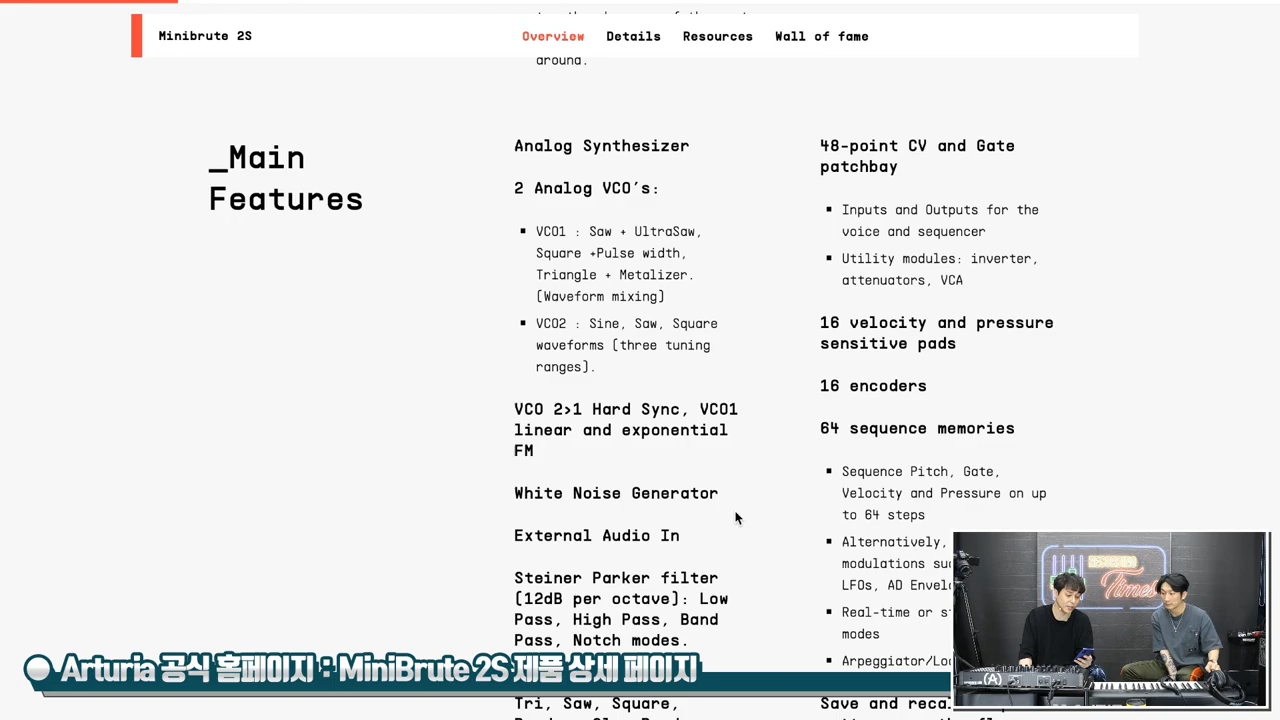 Minibrute 2S
Overview
Details
Resources
Wall of fame
around.
_Main
Features
Analog Synthesizer
2 Analog VCO's:
▪ VCO1 : Saw + UltraSaw,
Square +Pulse width,
Triangle + Metalizer.
(Waveform mixing)
▪ VCO2 : Sine, Saw, Square
waveforms (three tuning
ranges).
VCO 2>1 Hard Sync, VCO1
linear and exponential
FM
White Noise Generator
External Audio In
Steiner Parker filter
(12dB per octave): Low
Pass, High Pass, Band
Pass, Notch modes.
Tri, Saw, Square,
48-point CV and Gate
patchbay
▪ Inputs and Outputs for the
voice and sequencer
▪ Utility modules: inverter,
attenuators, VCA
16 velocity and pressure
sensitive pads
16 encoders
64 sequence memories
▪ Sequence Pitch, Gate,
Velocity and Pressure on up
to 64 steps
▪ Alternatively,
modulations su
LFOs, AD Envel
▪ Real-time or s
modes
▪ Arpeggiator/Lo
Save and reca
Times
(A)
Arturia 공식 홈페이지 : MiniBrute 2S 제품 상세 페이지